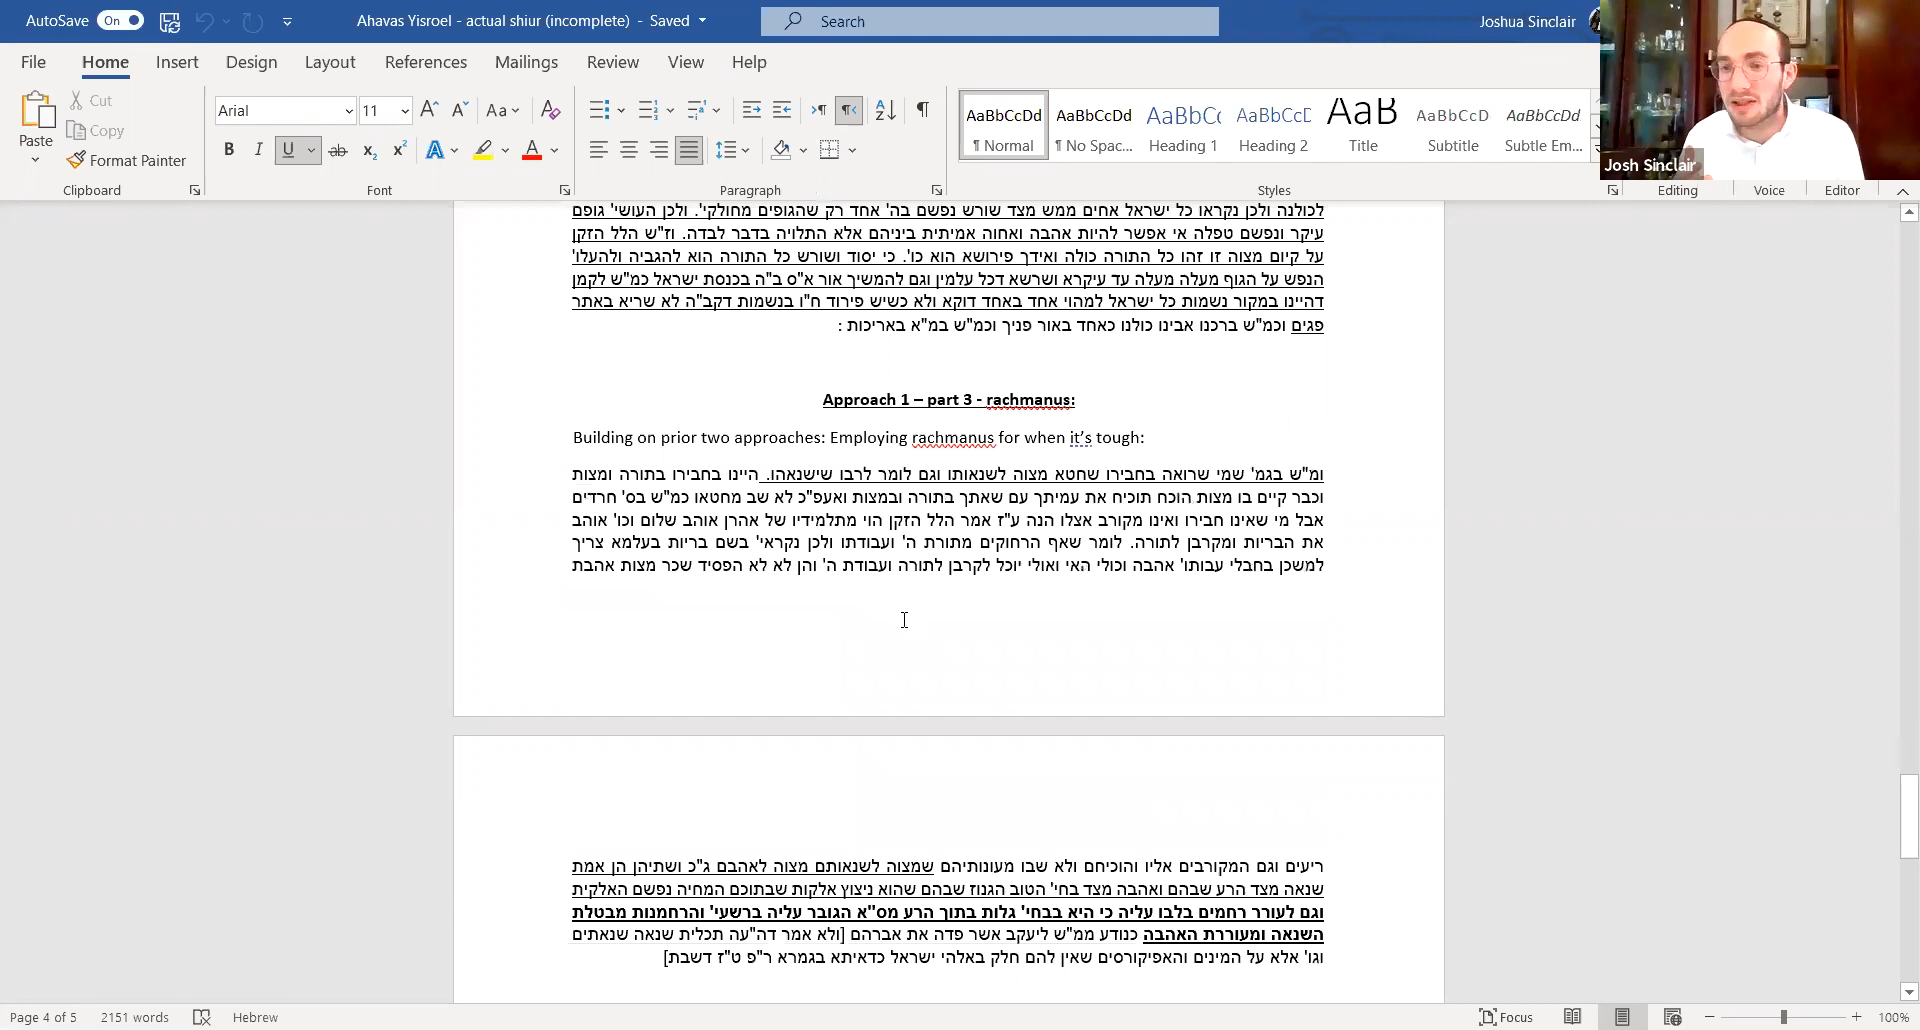 AutoSave On
Ahavas Yisroel - actual shiur (incomplete) - Saved
Search
Joshua Sinclair
File Home Insert Design Layout References Mailings Review View Help
Paste
Cut
Copy
Format Painter
Clipboard
Arial 11
Font
Paragraph
AaBbCcDd ¶ Normal
AaBbCcDd ¶ No Spac...
AaBbCc Heading 1
AaBbCcD Heading 2
AaB Title
AaBbCcD Subtitle
AaBbCcDd Subtle Em...
Styles
Editing
Voice
Editor
Josh Sinclair
לכולנה ולכן נקראו כל ישראל אחים ממש מצד שורש נפשם בה' אחד רק שהגופים מחולקי'. ולכן העושי' גופם
עיקר ונפשם טפלה אי אפשר להיות אהבה ואחוה אמיתית ביניהם אלא התלויה בדבר לבדה. וז"ש הלל הזקן
על קיום מצוה זו זהו כל התורה כולה ואידך פירושא הוא כו'. כי יסוד ושורש כל התורה הוא להגביה ולהעלו'
הנפש על הגוף מעלה מעלה עד עיקרא ושרשא דכל עלמין וגם להמשיך אור א"ס ב"ה בכנסת ישראל כמ"ש לקמן
דהיינו במקור נשמות כל ישראל למהוי אחד באחד דוקא ולא כשיש פירוד ח"ו בנשמות דקב"ה לא שריא באתר
פגים וכמ"ש ברכנו אבינו כולנו כאחד באור פניך וכמ"ש במ"א באריכות :
Approach 1 – part 3 - rachmanus:
Building on prior two approaches: Employing rachmanus for when it's tough:
ומ"ש בגמ' שמי שרואה בחבירו שחטא מצוה לשנאותו וגם לומר לרבו שישנאהו. היינו בחבירו בתורה ומצות
וכבר קיים בו מצות הוכח תוכיח את עמיתך עם שאתך בתורה ובמצות ואעפ"כ לא שב מחטאו כמ"ש בס' חרדים
אבל מי שאינו חבירו ואינו מקורב אצלו הנה ע"ז אמר הלל הזקן הוי מתלמידיו של אהרן אוהב שלום וכו' אוהב
את הבריות ומקרבן לתורה. לומר שאף הרחוקים מתורת ה' ועבודתו ולכן נקראי' בשם בריות בעלמא צריך
למשכן בחבלי עבותו' אהבה וכולי האי ואולי יוכל לקרבן לתורה ועבודת ה' והן לא לא הפסיד שכר מצות אהבת
ריעים וגם המקורבים אליו והוכיחם ולא שבו מעונותיהם שמצוה לשנאותם מצוה לאהבם ג"כ ושתיהן הן אמת
שנאה מצד הרע שבהם ואהבה מצד בחי' הטוב הגנוז שבהם שהוא ניצוץ אלקות שבתוכם המחיה נפשם האלקית
וגם לעורר רחמים בלבו עליה כי היא בבחי' גלות בתוך הרע מס"א הגובר עליה ברשעי' והרחמנות מבטלת
השנאה ומעוררת האהבה כנודע ממ"ש ליעקב אשר פדה את אברהם [ולא אמר דה"עה תכלית שנאה שנאתים
וגו' אלא על המינים והאפיקורסים שאין להם חלק באלהי ישראל כדאיתא בגמרא ר"פ ט"ז דשבת]
Page 4 of 5 2151 words Hebrew
Focus
100%